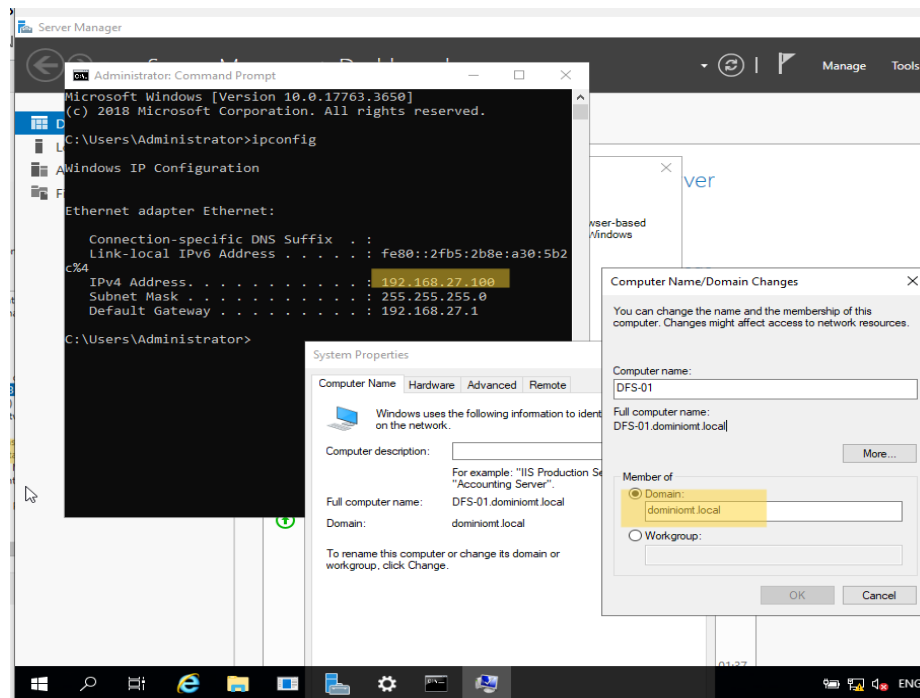 Server Manager
Manage
Tools
Administrator: Command Prompt
Microsoft Windows [Version 10.0.17763.3650]
(c) 2018 Microsoft Corporation. All rights reserved.
C:\Users\Administrator>ipconfig
Windows IP Configuration
Ethernet adapter Ethernet:
Connection-specific DNS Suffix . :
Link-local IPv6 Address . . . . . : fe80::2fb5:2b8e:a30:5b2
c%4
IPv4 Address. . . . . . . . . . . : 192.168.27.100
Subnet Mask . . . . . . . . . . . : 255.255.255.0
Default Gateway . . . . . . . . . : 192.168.27.1
C:\Users\Administrator>
ver
wser-based
Windows
System Properties
Computer Name
Hardware
Advanced
Remote
Windows uses the following information to ident
on the network.
Computer description:
For example: "IIS Production Se
"Accounting Server".
Full computer name: DFS-01.dominiomt.local
Domain: dominiomt.local
To rename this computer or change its domain or
workgroup, click Change.
Computer Name/Domain Changes
You can change the name and the membership of this
computer. Changes might affect access to network resources.
Computer name:
DFS-01
Full computer name:
DFS-01.dominiomt.local
More...
Member of
Domain:
dominiomt.local
Workgroup:
OK
Cancel
ENG